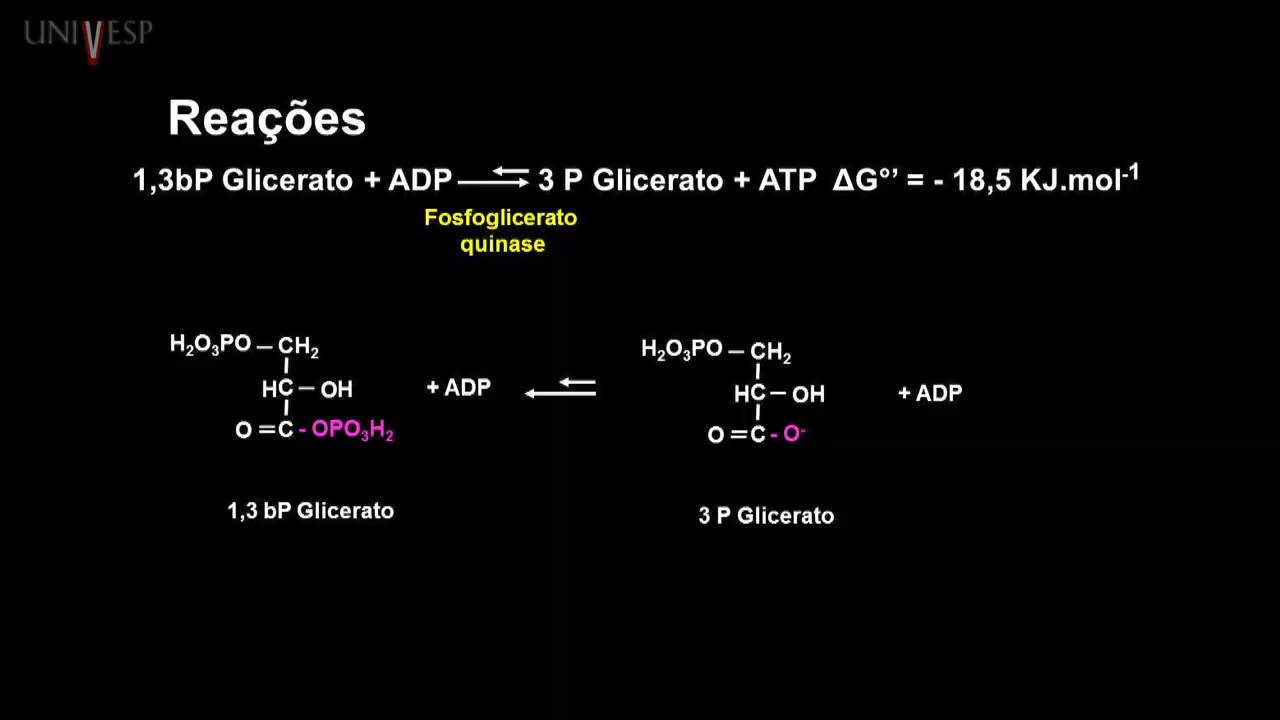 UNIVESP
Reações
1,3bP Glicerato + ADP ⇌ 3 P Glicerato + ATP ΔG°’ = - 18,5 KJ.mol⁻¹
Fosfoglicerato
quinase
H₂O₃PO – CH₂
HC – OH
O = C - OPO₃H₂
+ ADP
1,3 bP Glicerato
H₂O₃PO – CH₂
HC – OH
O = C - O⁻
+ ADP
3 P Glicerato